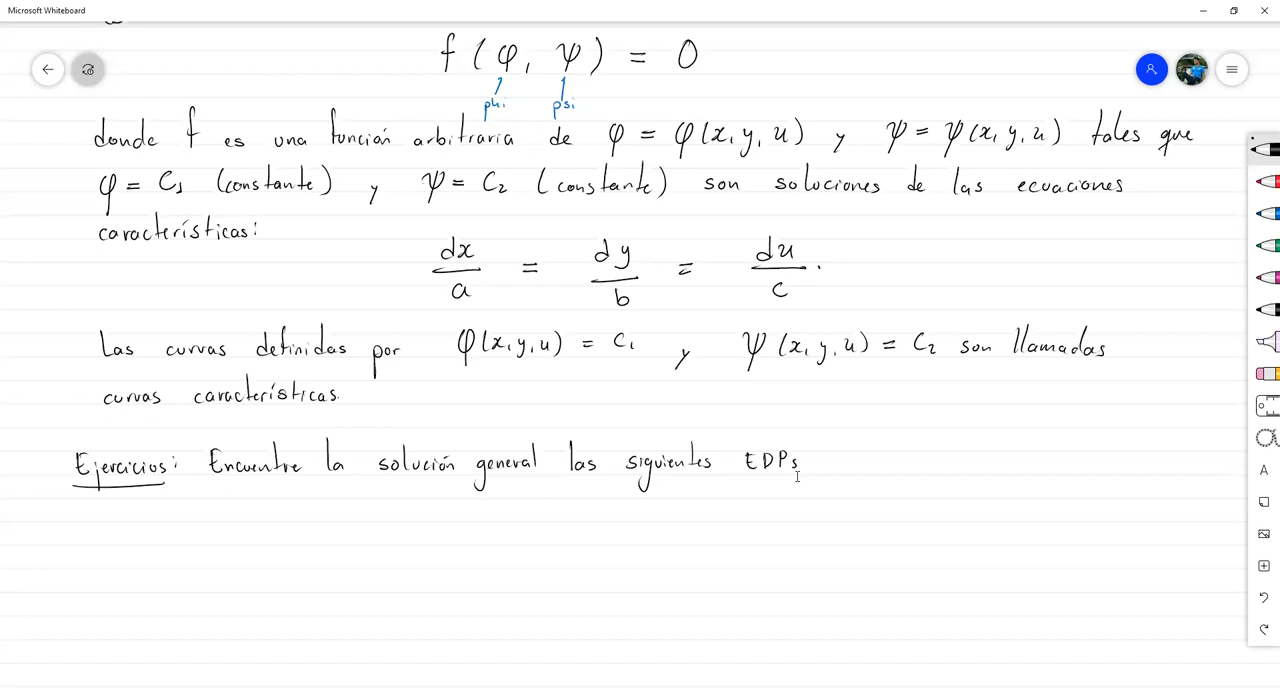 Microsoft Whiteboard
f ( φ, ψ ) = 0
phi psi
donde f es una función arbitraria de φ = φ(x, y, u) y ψ = ψ(x, y, u) tales que
φ = C₁ (constante) y ψ = C₂ (constante) son soluciones de las ecuaciones
características:
dx/a = dy/b = du/c .
Las curvas definidas por φ(x, y, u) = C₁ y ψ(x, y, u) = C₂ son llamadas
curvas características.
Ejercicios: Encuentre la solución general las siguientes EDPs
A